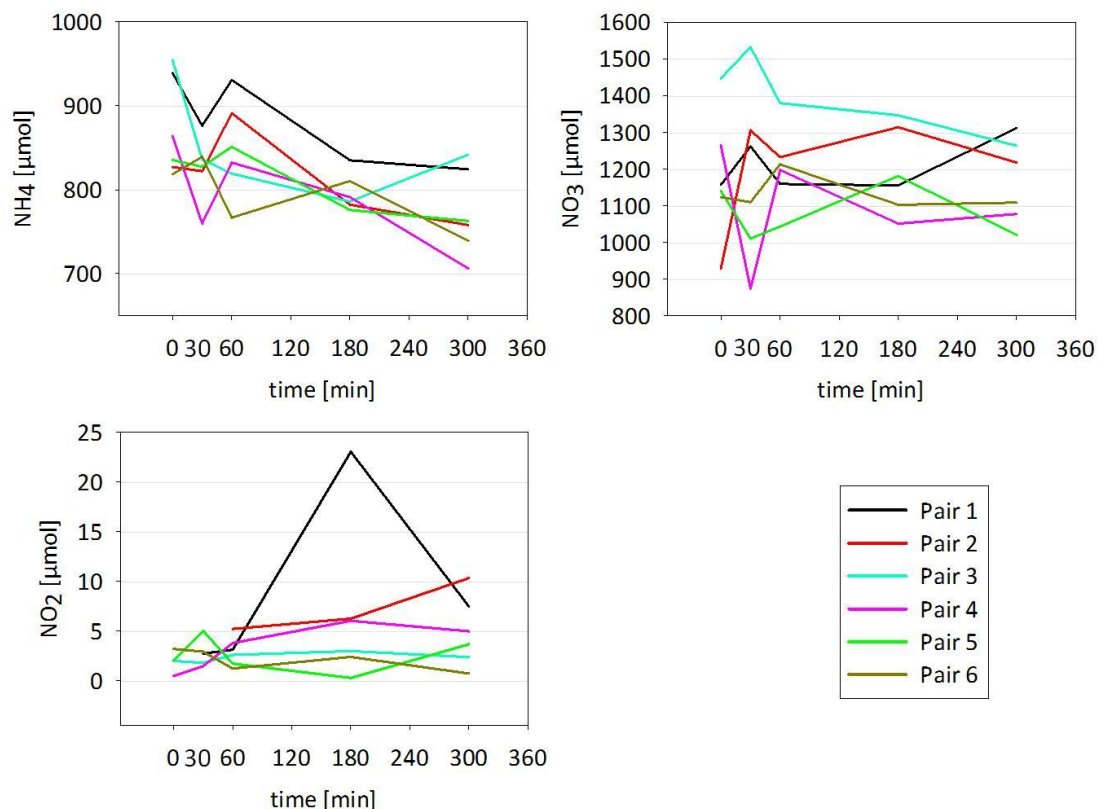 1000
900
800
700
NH4 [µmol]
0 30 60 120 180 240 300 360
time [min]
1600
1500
1400
1300
1200
1100
1000
900
800
NO3 [µmol]
0 30 60 120 180 240 300 360
time [min]
25
20
15
10
5
0
NO2 [µmol]
0 30 60 120 180 240 300 360
time [min]
Pair 1
Pair 2
Pair 3
Pair 4
Pair 5
Pair 6